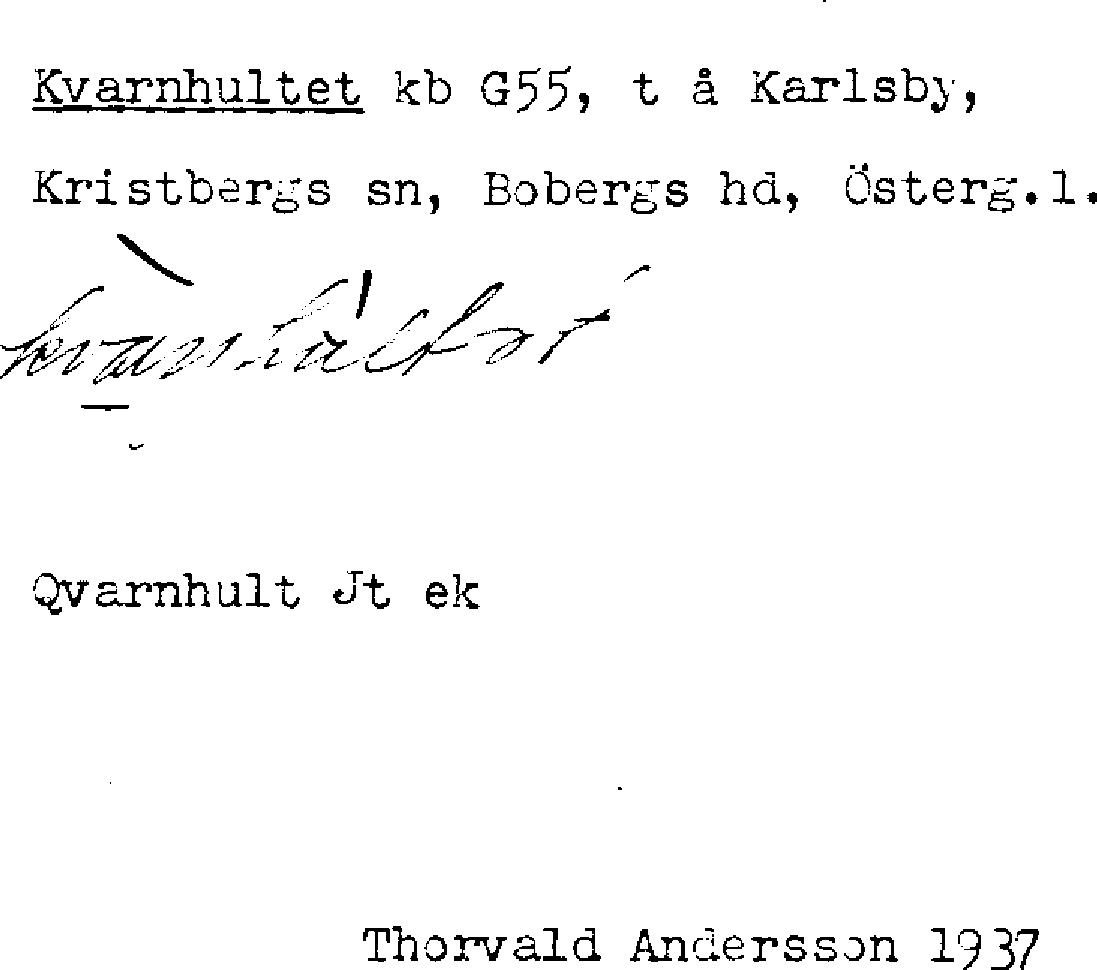 Kvarnhultet kb G55, t å Karlsby,
Kristbergs sn, Bobergs hd, Österg.l.
Qvarnhult Jt ek
Thorvald Andersson 1937